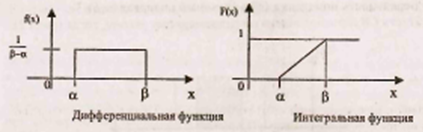 f(x)
F(x)
1
β-α
1
0
α
β
x
0
α
β
x
Дифференциальная функция
Интегральная функция